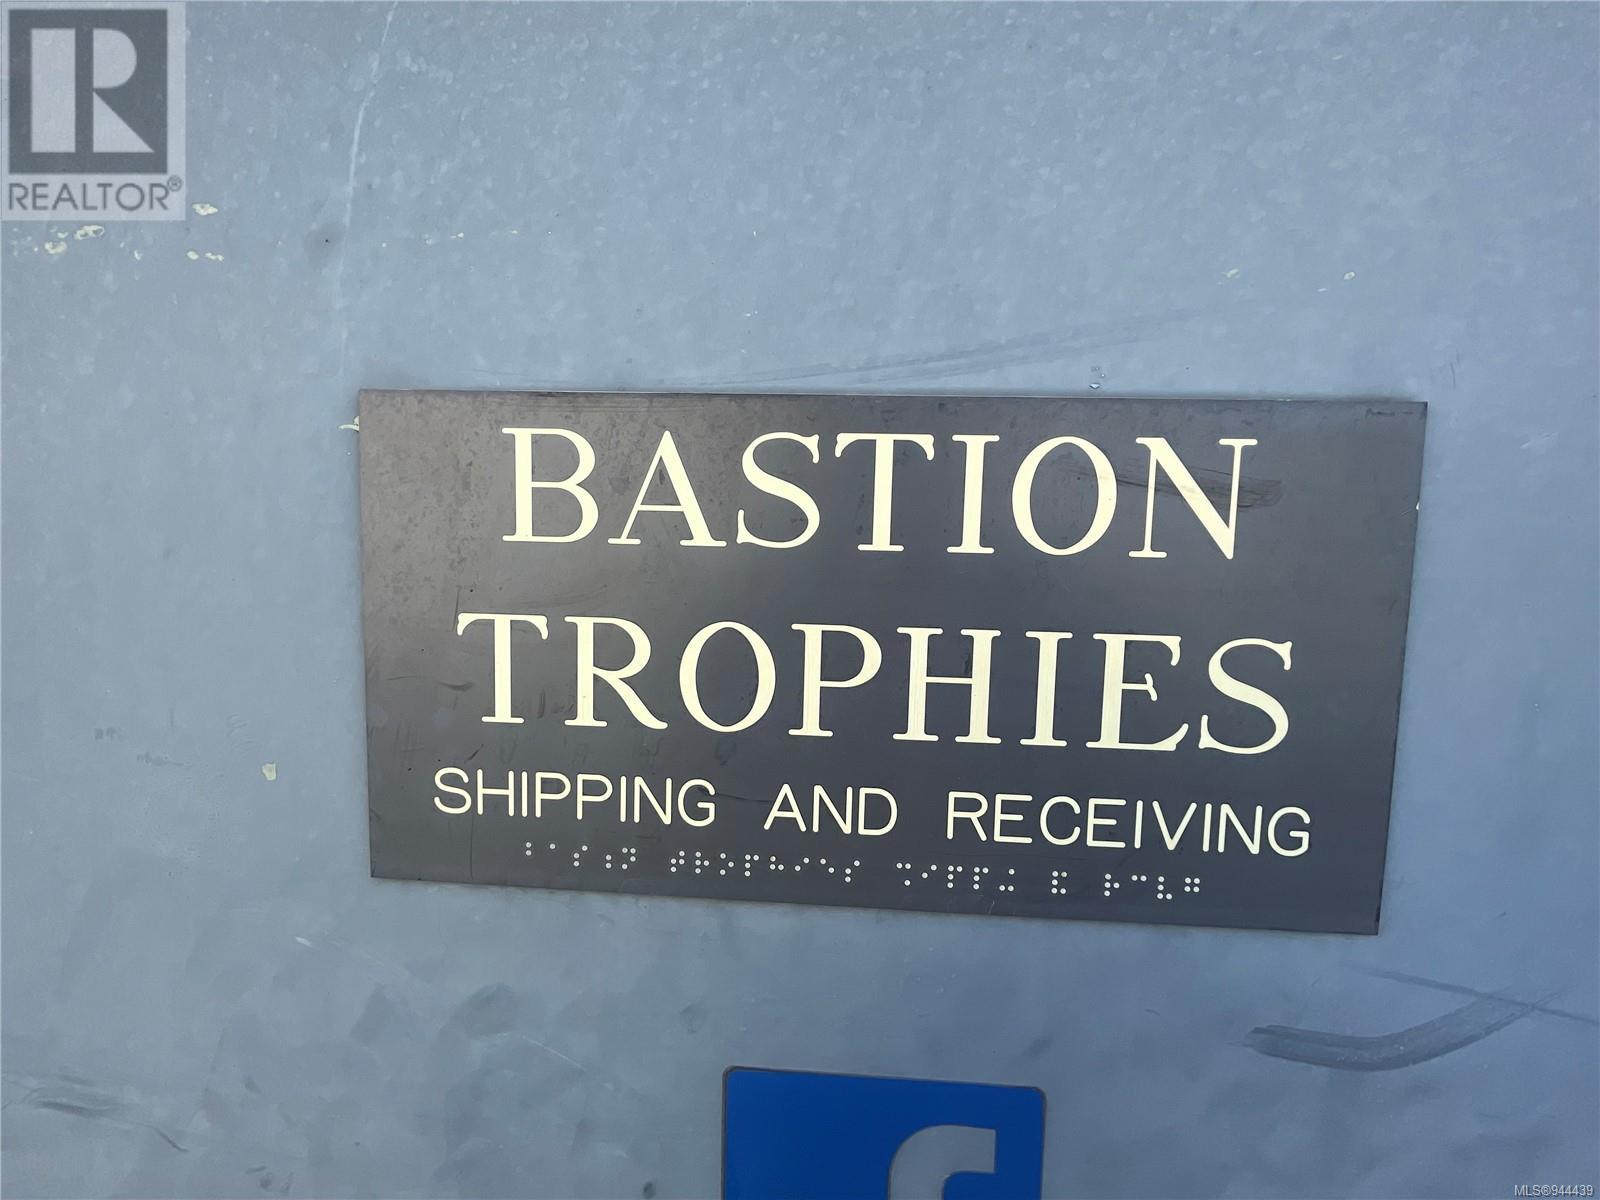 REALTOR®
BASTION
TROPHIES
SHIPPING AND RECEIVING
f
MLS®944439